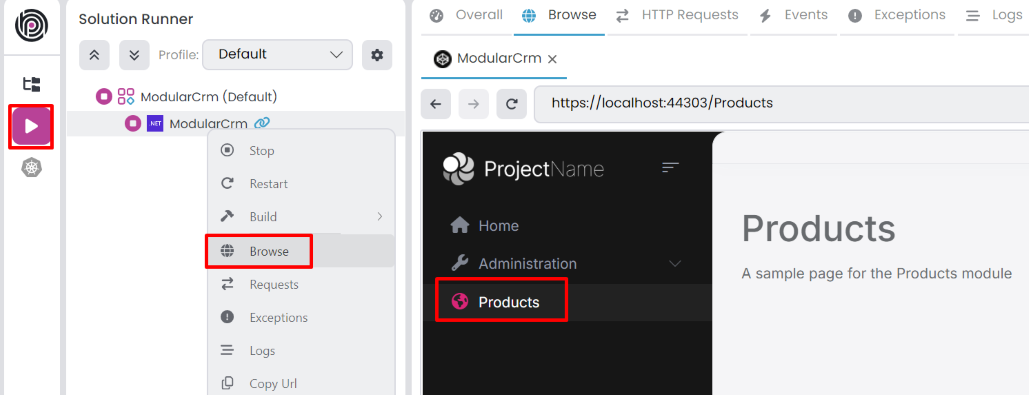 Solution Runner
Profile: Default
ModularCrm (Default)
.NET ModularCrm
Stop
Restart
Build
Browse
Requests
Exceptions
Logs
Copy Url
Overall Browse HTTP Requests Events Exceptions Logs
ModularCrm
https://localhost:44303/Products
ProjectName
Home
Administration
Products
Products
A sample page for the Products module